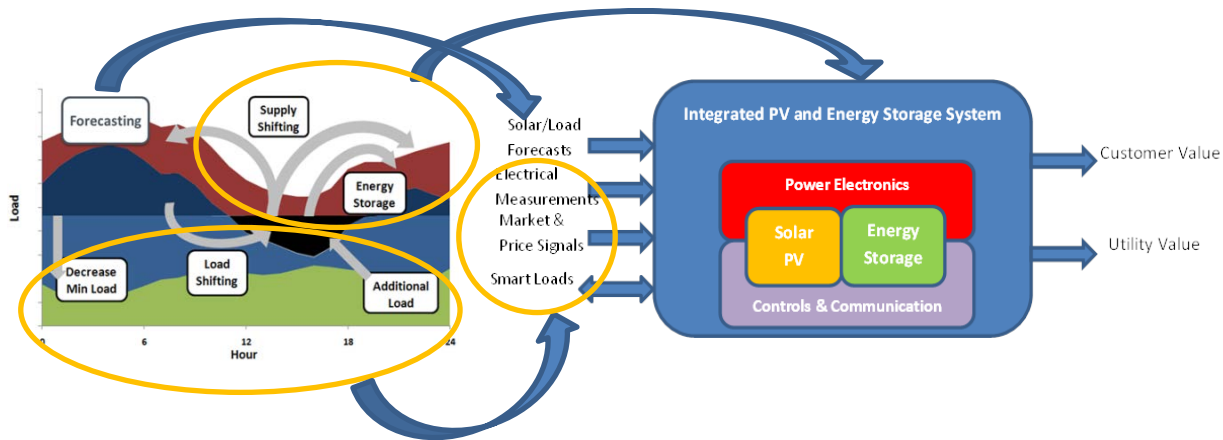 Forecasting
Supply
Shifting
Energy
Storage
Load
Decrease
Min Load
Load
Shifting
Additional
Load
0
6
12
18
24
Hour
Solar/Load
Forecasts
Electrical
Measurements
Market &
Price Signals
Smart Loads
Integrated PV and Energy Storage System
Power Electronics
Solar
PV
Energy
Storage
Controls & Communication
Customer Value
Utility Value